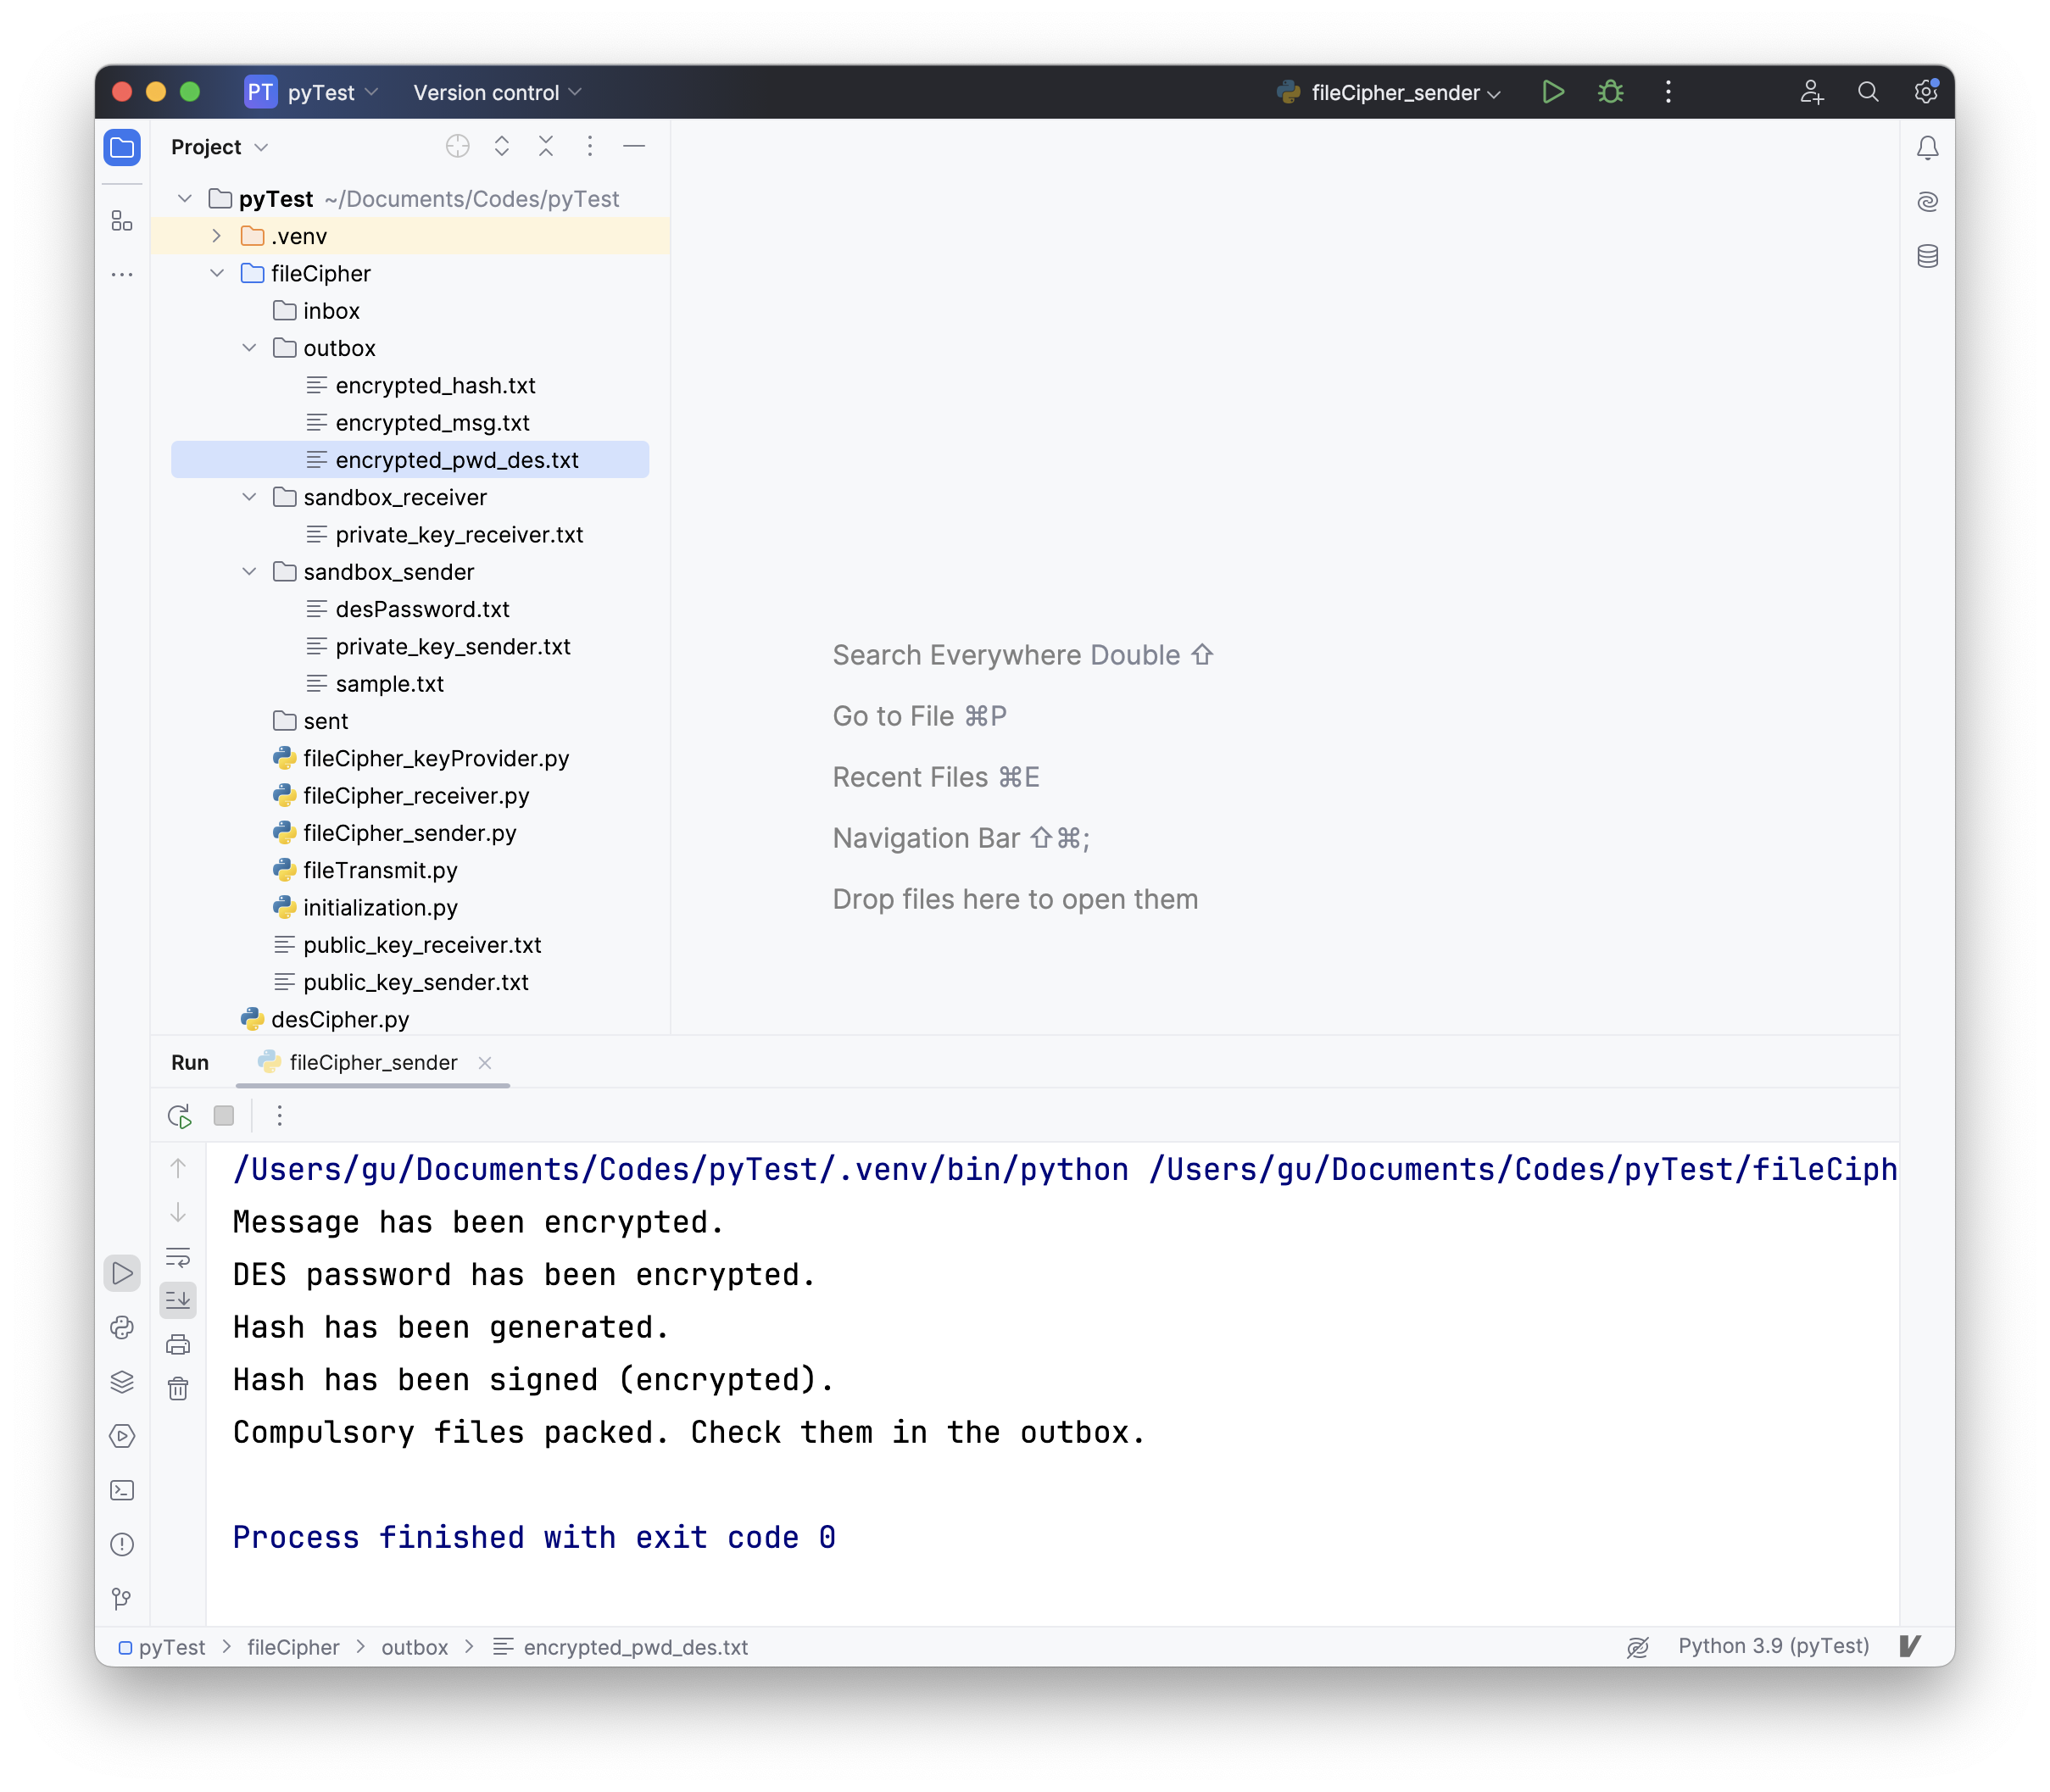 PT pyTest Version control fileCipher_sender
Project
pyTest ~/Documents/Codes/pyTest
.venv
fileCipher
inbox
outbox
encrypted_hash.txt
encrypted_msg.txt
encrypted_pwd_des.txt
sandbox_receiver
private_key_receiver.txt
sandbox_sender
desPassword.txt
private_key_sender.txt
sample.txt
sent
fileCipher_keyProvider.py
fileCipher_receiver.py
fileCipher_sender.py
fileTransmit.py
initialization.py
public_key_receiver.txt
public_key_sender.txt
desCipher.py
Search Everywhere Double ⇧
Go to File ⌘P
Recent Files ⌘E
Navigation Bar ⇧⌘;
Drop files here to open them
Run fileCipher_sender
/Users/gu/Documents/Codes/pyTest/.venv/bin/python /Users/gu/Documents/Codes/pyTest/fileCiph
Message has been encrypted.
DES password has been encrypted.
Hash has been generated.
Hash has been signed (encrypted).
Compulsory files packed. Check them in the outbox.
Process finished with exit code 0
pyTest > fileCipher > outbox > encrypted_pwd_des.txt Python 3.9 (pyTest)